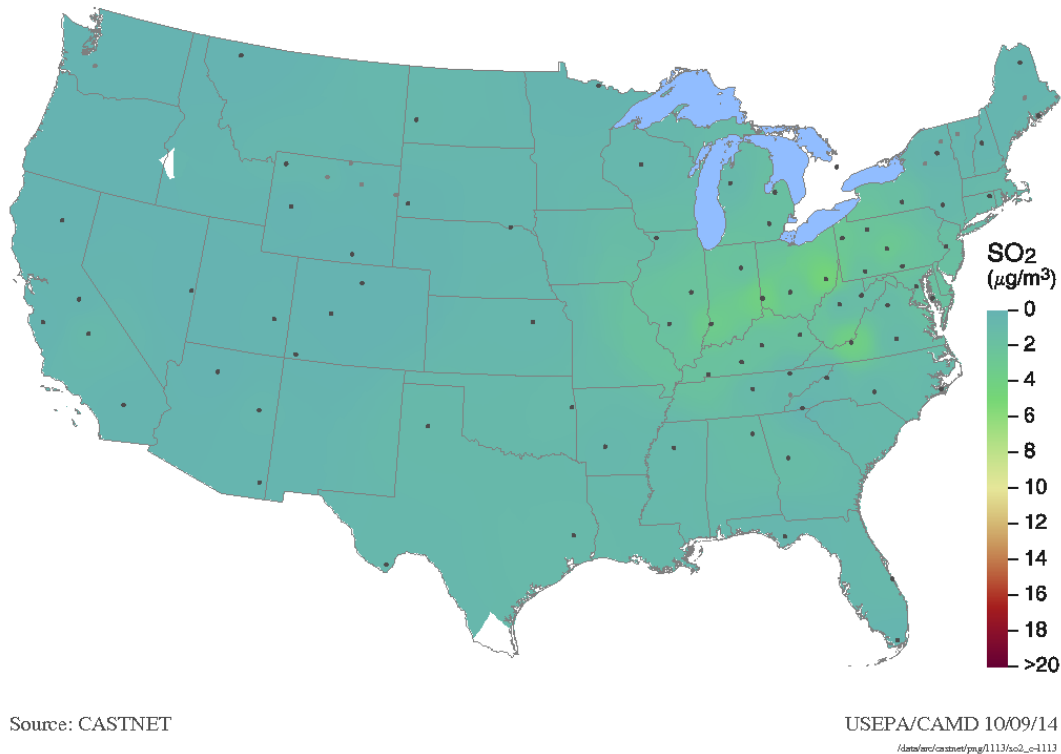 SO2
(μg/m³)
0
2
4
6
8
10
12
14
16
18
>20
Source: CASTNET
USEPA/CAMD 10/09/14
/data/src/castnet/png/1113/so2_c-1113